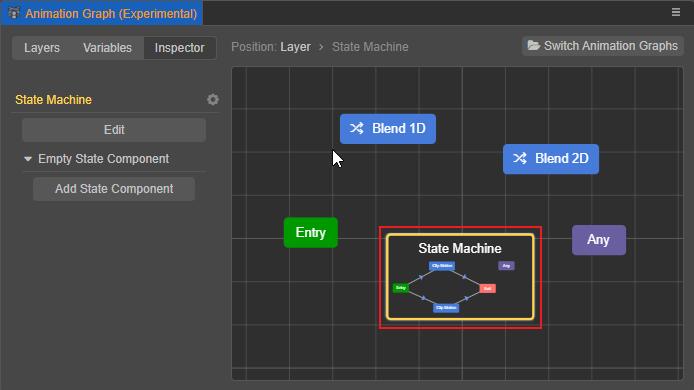 Animation Graph (Experimental)
Layers Variables Inspector
Position: Layer > State Machine
Switch Animation Graphs
State Machine
Edit
Empty State Component
Add State Component
Blend 1D
Blend 2D
Entry
Any
State Machine
Clip Motion
Any
Entry
Exit
Clip Motion